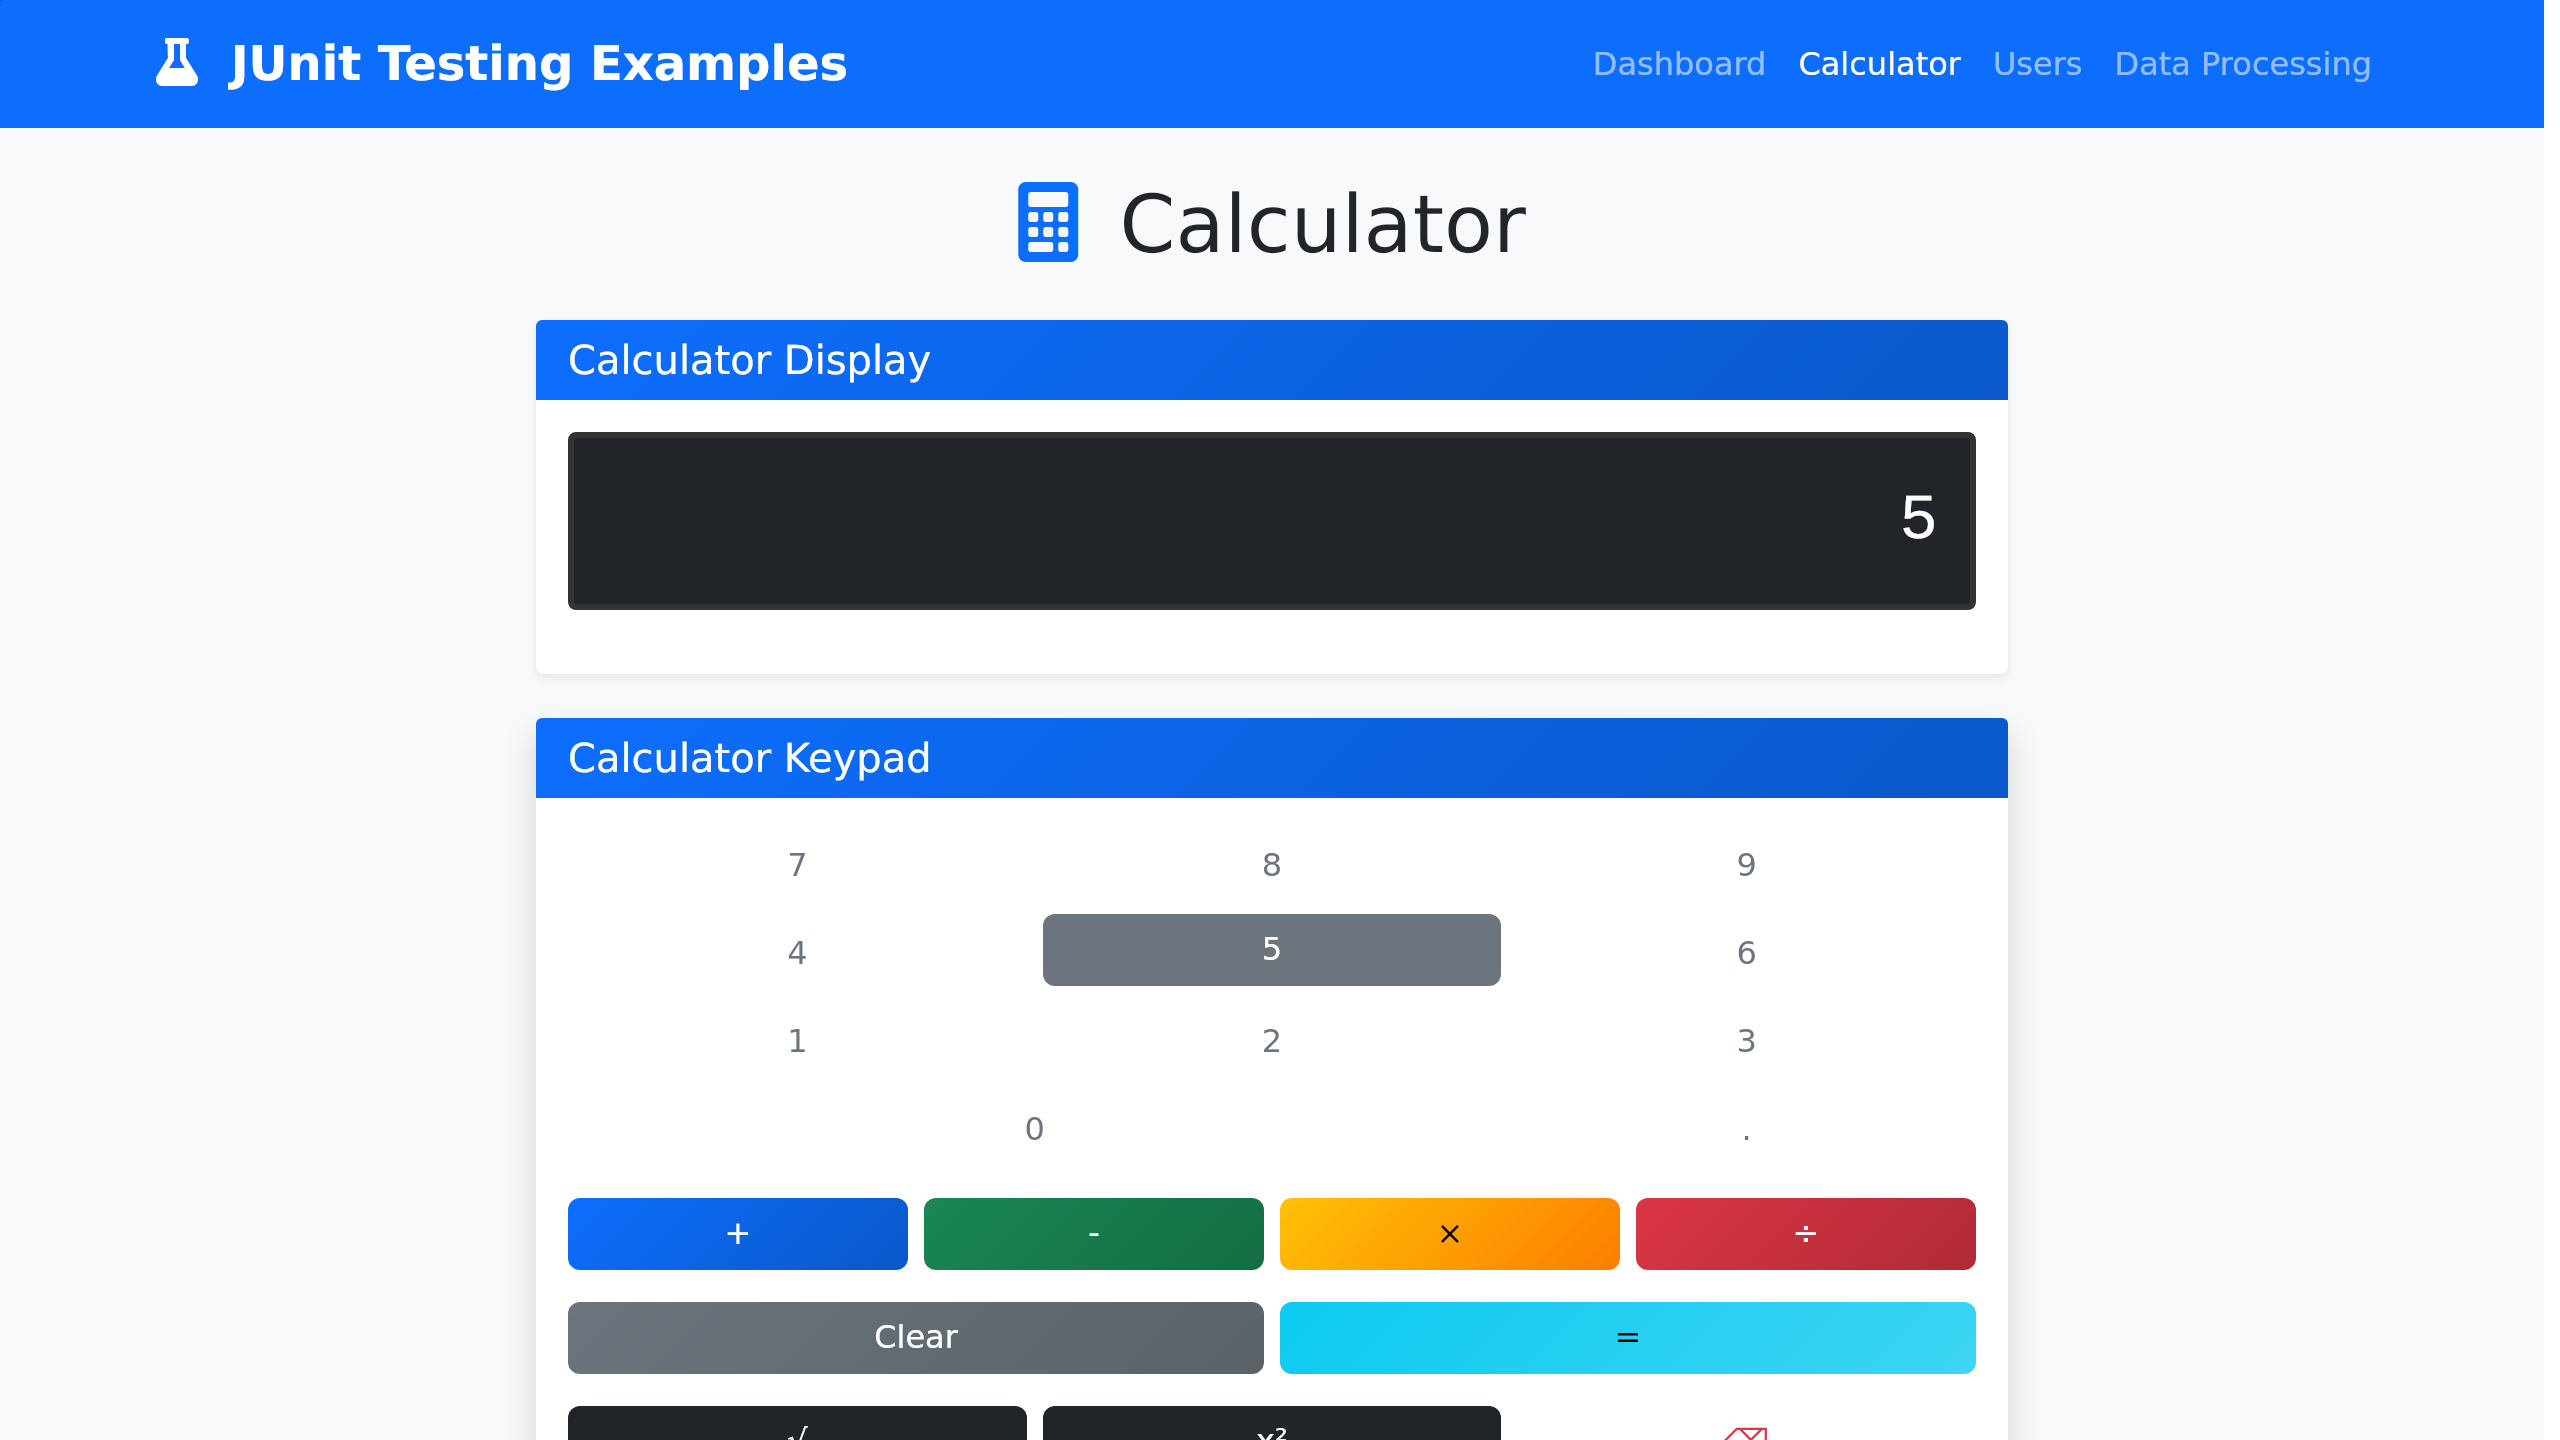 JUnit Testing Examples
Dashboard Calculator Users Data Processing
Calculator
Calculator Display
5
Calculator Keypad
7 8 9
4 5 6
1 2 3
0 .
+ - × ÷
Clear =
√ x² ⌫